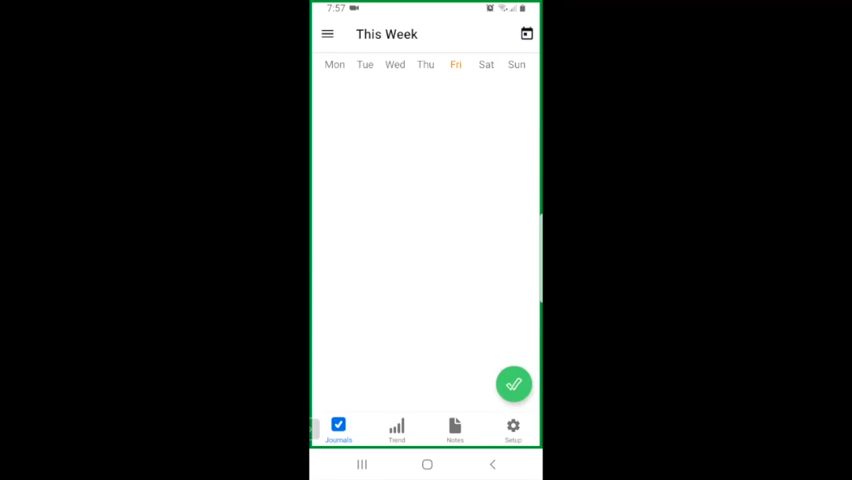 7:57
This Week
Mon Tue Wed Thu Fri Sat Sun
Journals Trend Notes Setup